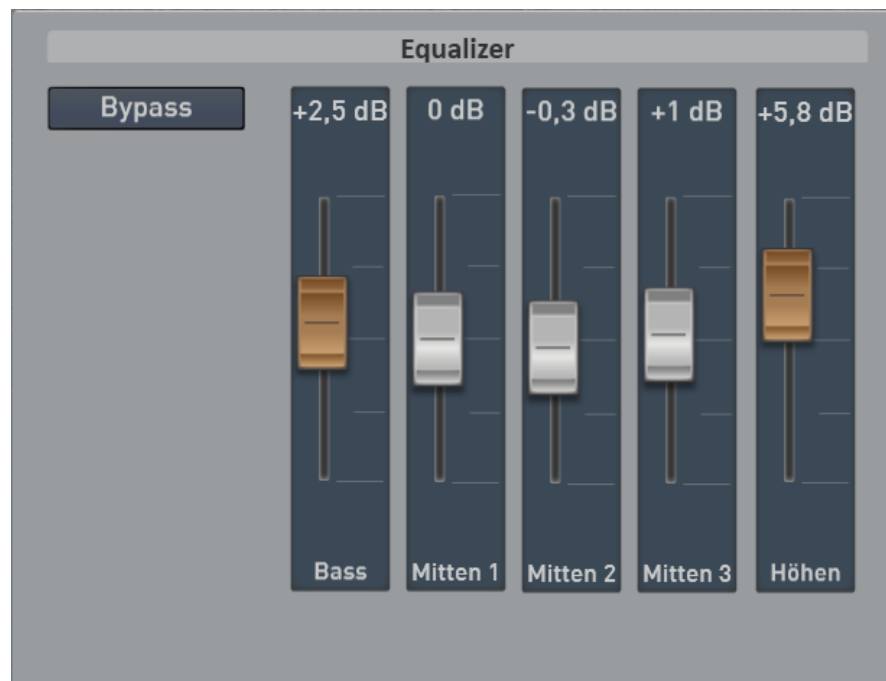 Equalizer
Bypass
+2,5 dB
0 dB
-0,3 dB
+1 dB
+5,8 dB
Bass
Mitten 1
Mitten 2
Mitten 3
Höhen